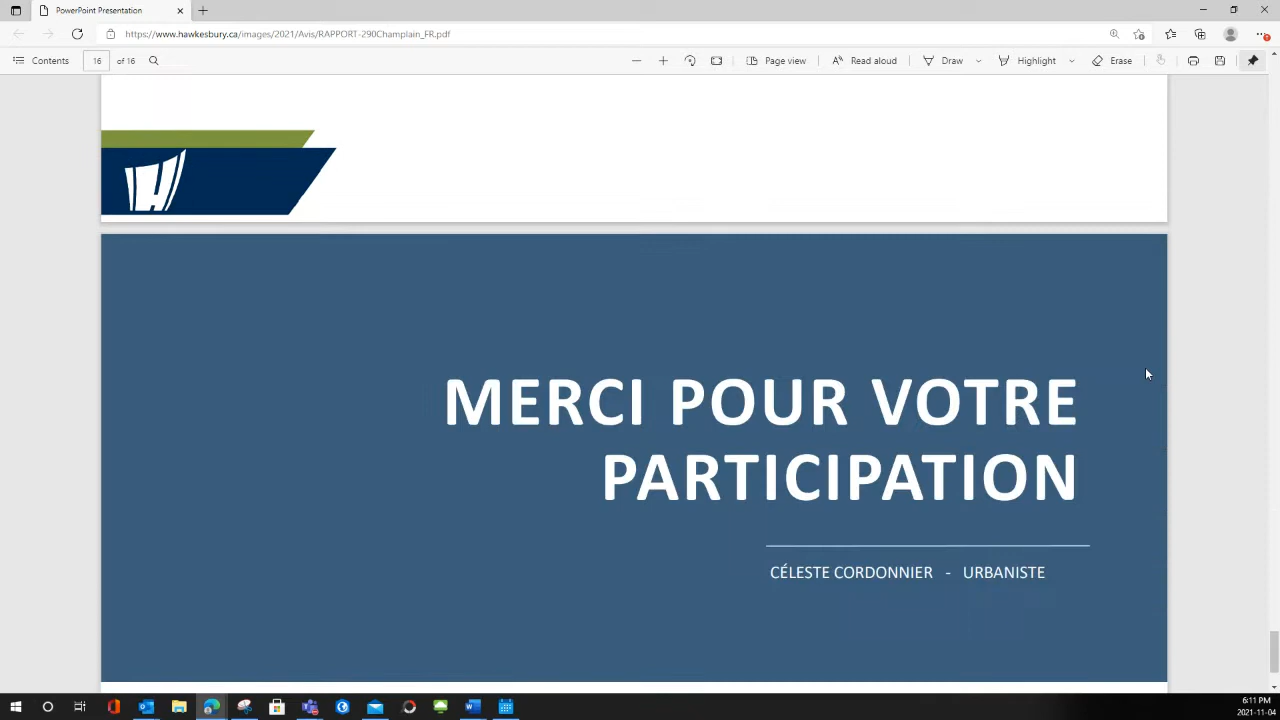 PowerPoint Presentation
https://www.hawkesbury.ca/images/2021/Avis/RAPPORT-290Champlain_FR.pdf
Contents 16 of 16 Page view Read aloud Draw Highlight Erase
MERCI POUR VOTRE
PARTICIPATION
CÉLESTE CORDONNIER - URBANISTE
6:11 PM
2021-11-04